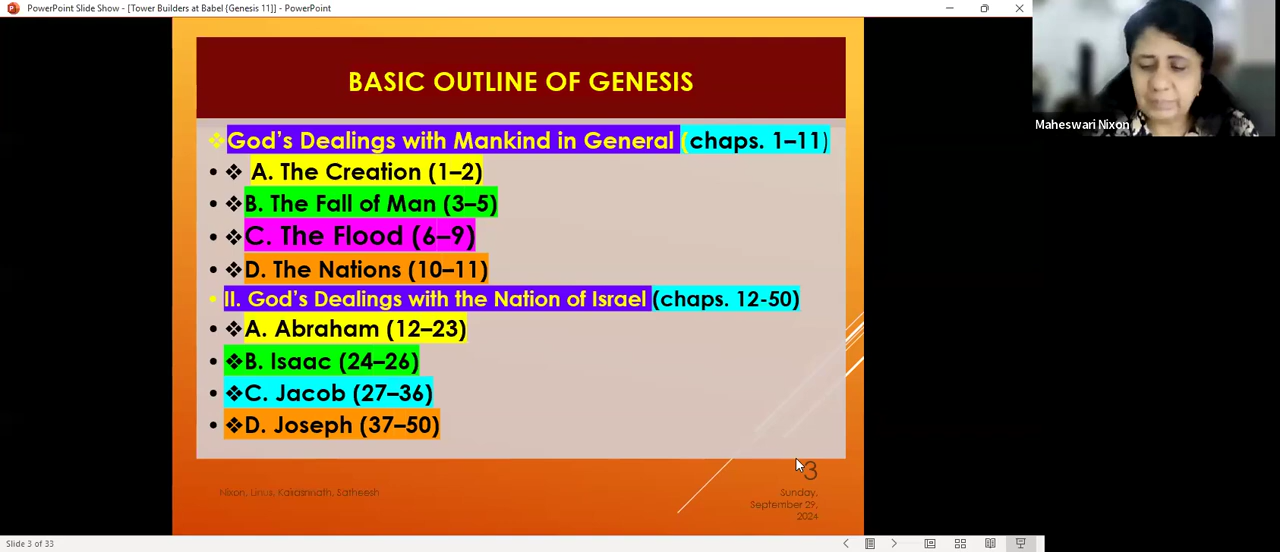 PowerPoint Slide Show - [Tower Builders at Babel {Genesis 11}] - PowerPoint
BASIC OUTLINE OF GENESIS
God's Dealings with Mankind in General (chaps. 1–11)
A. The Creation (1–2)
B. The Fall of Man (3–5)
C. The Flood (6–9)
D. The Nations (10–11)
II. God's Dealings with the Nation of Israel (chaps. 12-50)
A. Abraham (12–23)
B. Isaac (24–26)
C. Jacob (27–36)
D. Joseph (37–50)
Nixon, Linus, Kailasnnath, Satheesh
3
Sunday,
September 29,
2024
Slide 3 of 33
Maheswari Nixon